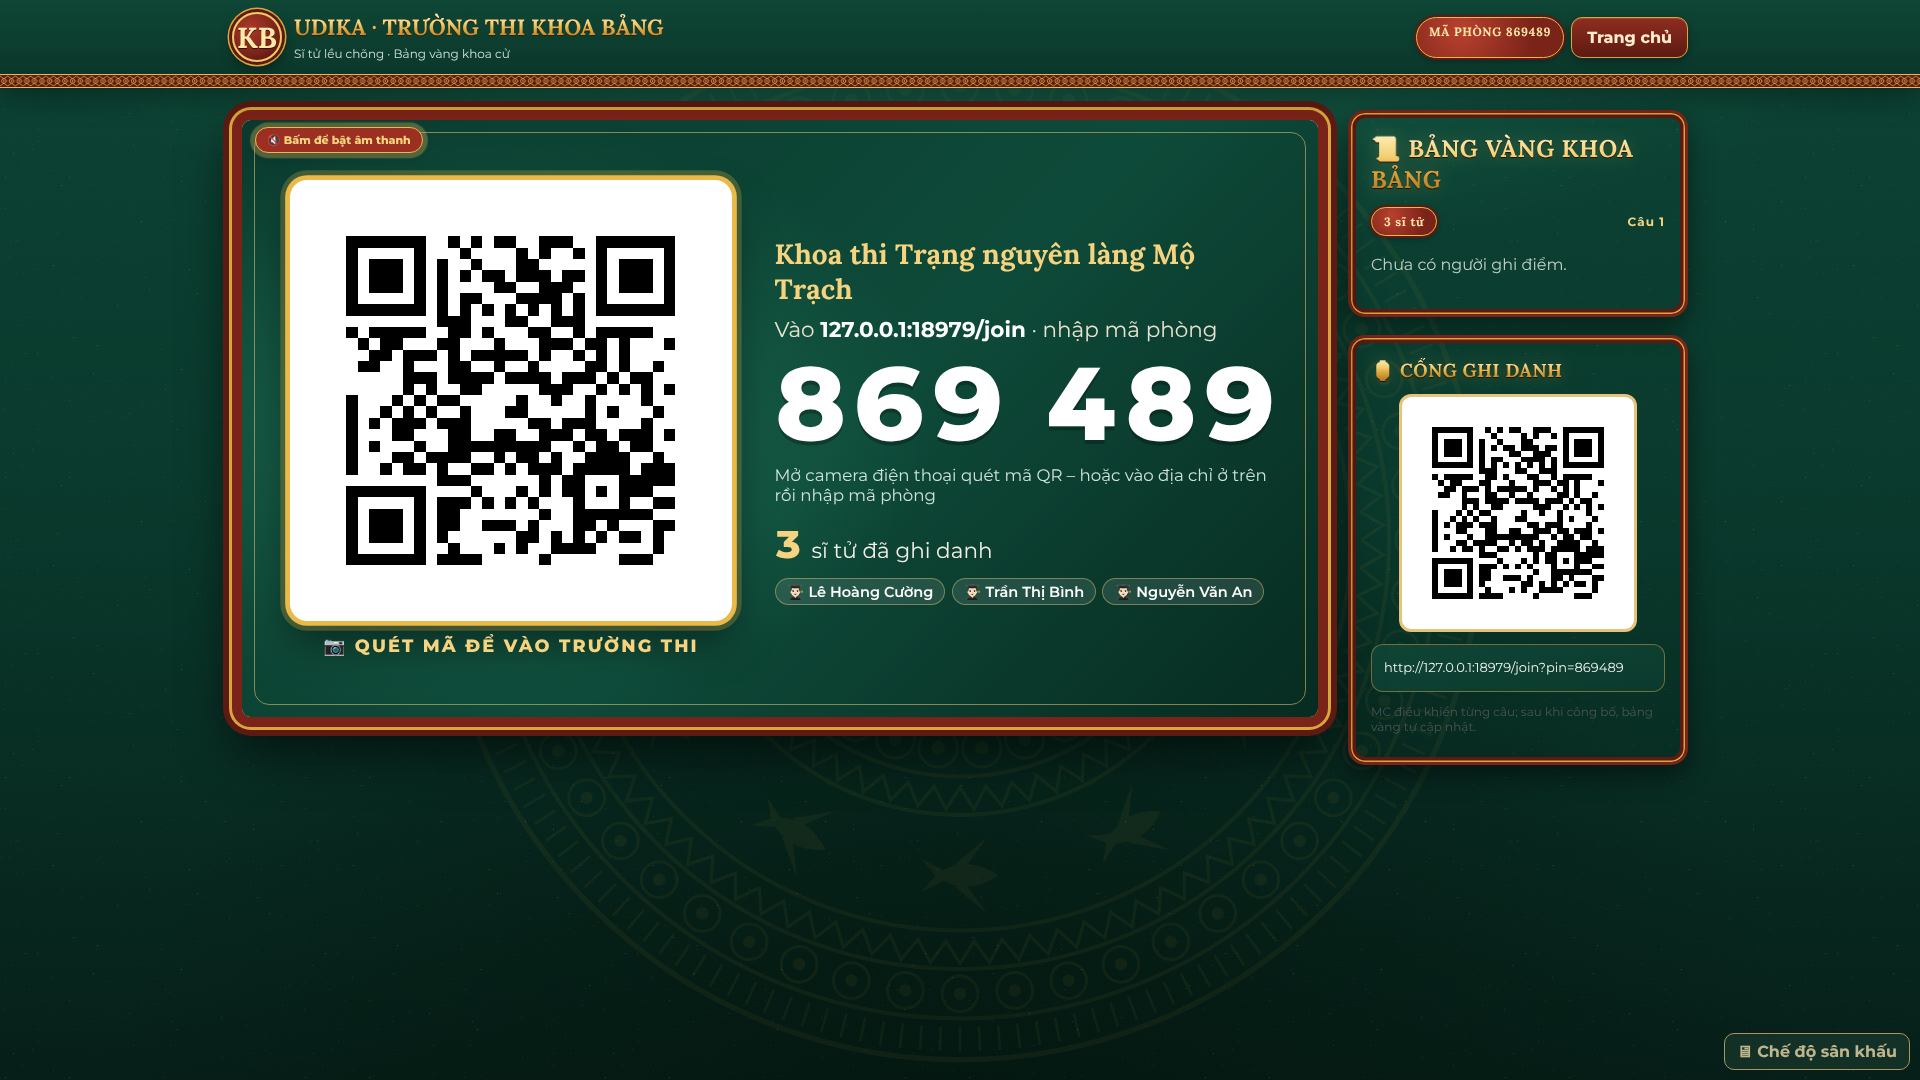 KB
UDIKA · TRƯỜNG THI KHOA BẢNG
Sĩ tử lều chõng · Bảng vàng khoa cử
MÃ PHÒNG 869489
Trang chủ
Bấm để bật âm thanh
QUÉT MÃ ĐỂ VÀO TRƯỜNG THI
Khoa thi Trạng nguyên làng Mộ
Trạch
Vào 127.0.0.1:18979/join · nhập mã phòng
869 489
Mở camera điện thoại quét mã QR – hoặc vào địa chỉ ở trên
rồi nhập mã phòng
3 sĩ tử đã ghi danh
Lê Hoàng Cường
Trần Thị Bình
Nguyễn Văn An
BẢNG VÀNG KHOA
BẢNG
3 sĩ tử
Câu 1
Chưa có người ghi điểm.
CỔNG GHI DANH
http://127.0.0.1:18979/join?pin=869489
MC điều khiển từng câu; sau khi công bố, bảng
vàng tự cập nhật.
Chế độ sân khấu